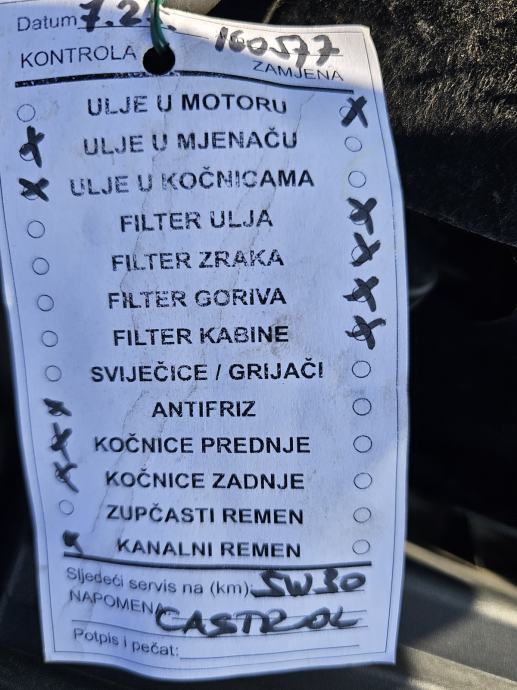 Datum 7.2
160577
KONTROLA ZAMJENA
ULJE U MOTORU
ULJE U MJENAČU
ULJE U KOČNICAMA
FILTER ULJA
FILTER ZRAKA
FILTER GORIVA
FILTER KABINE
SVIJEČICE / GRIJAČI
ANTIFRIZ
KOČNICE PREDNJE
KOČNICE ZADNJE
ZUPČASTI REMEN
KANALNI REMEN
Sljedeći servis na (km): 5W30
NAPOMENA: CASTROL
Potpis i pečat: